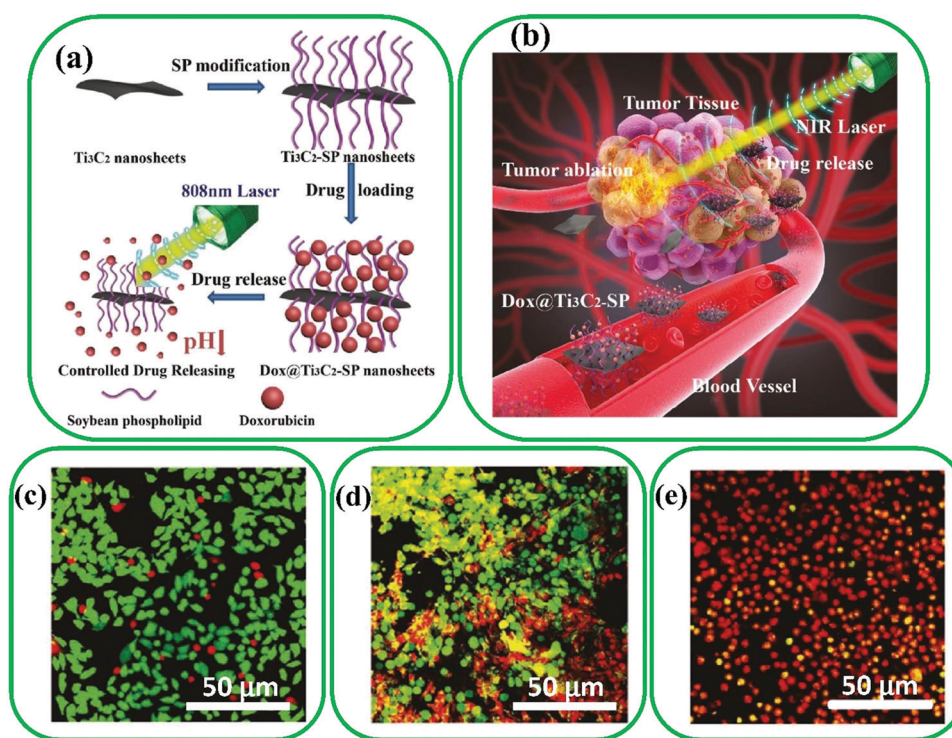 (a)
SP modification
Ti3C2 nanosheets
Ti3C2-SP nanosheets
808nm Laser
Drug loading
Drug release
pH↓
Controlled Drug Releasing
Dox@Ti3C2-SP nanosheets
Soybean phospholipid
Doxorubicin
(b)
Tumor Tissue
NIR Laser
Tumor ablation
Drug release
Dox@Ti3C2-SP
Blood Vessel
(c)
50 μm
(d)
50 μm
(e)
50 μm